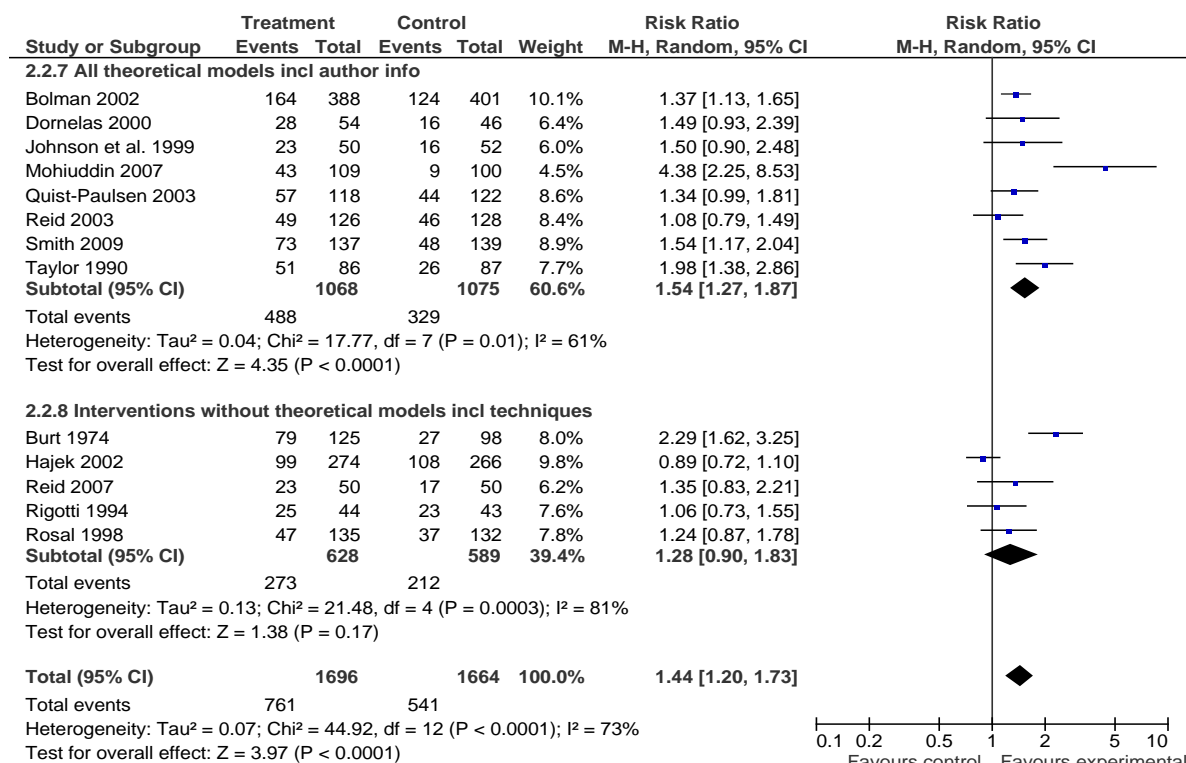 Treatment Control Risk Ratio Risk Ratio
Study or Subgroup Events Total Events Total Weight M-H, Random, 95% CI M-H, Random, 95% CI
2.2.7 All theoretical models incl author info
Bolman 2002 164 388 124 401 10.1% 1.37 [1.13, 1.65]
Dornelas 2000 28 54 16 46 6.4% 1.49 [0.93, 2.39]
Johnson et al. 1999 23 50 16 52 6.0% 1.50 [0.90, 2.48]
Mohiuddin 2007 43 109 9 100 4.5% 4.38 [2.25, 8.53]
Quist-Paulsen 2003 57 118 44 122 8.6% 1.34 [0.99, 1.81]
Reid 2003 49 126 46 128 8.4% 1.08 [0.79, 1.49]
Smith 2009 73 137 48 139 8.9% 1.54 [1.17, 2.04]
Taylor 1990 51 86 26 87 7.7% 1.98 [1.38, 2.86]
Subtotal (95% CI) 1068 1075 60.6% 1.54 [1.27, 1.87]
Total events 488 329
Heterogeneity: Tau² = 0.04; Chi² = 17.77, df = 7 (P = 0.01); I² = 61%
Test for overall effect: Z = 4.35 (P < 0.0001)
2.2.8 Interventions without theoretical models incl techniques
Burt 1974 79 125 27 98 8.0% 2.29 [1.62, 3.25]
Hajek 2002 99 274 108 266 9.8% 0.89 [0.72, 1.10]
Reid 2007 23 50 17 50 6.2% 1.35 [0.83, 2.21]
Rigotti 1994 25 44 23 43 7.6% 1.06 [0.73, 1.55]
Rosal 1998 47 135 37 132 7.8% 1.24 [0.87, 1.78]
Subtotal (95% CI) 628 589 39.4% 1.28 [0.90, 1.83]
Total events 273 212
Heterogeneity: Tau² = 0.13; Chi² = 21.48, df = 4 (P = 0.0003); I² = 81%
Test for overall effect: Z = 1.38 (P = 0.17)
Total (95% CI) 1696 1664 100.0% 1.44 [1.20, 1.73]
Total events 761 541
Heterogeneity: Tau² = 0.07; Chi² = 44.92, df = 12 (P < 0.0001); I² = 73%
Test for overall effect: Z = 3.97 (P < 0.0001)
0.1 0.2 0.5 1 2 5 10
Favours control Favours experimental